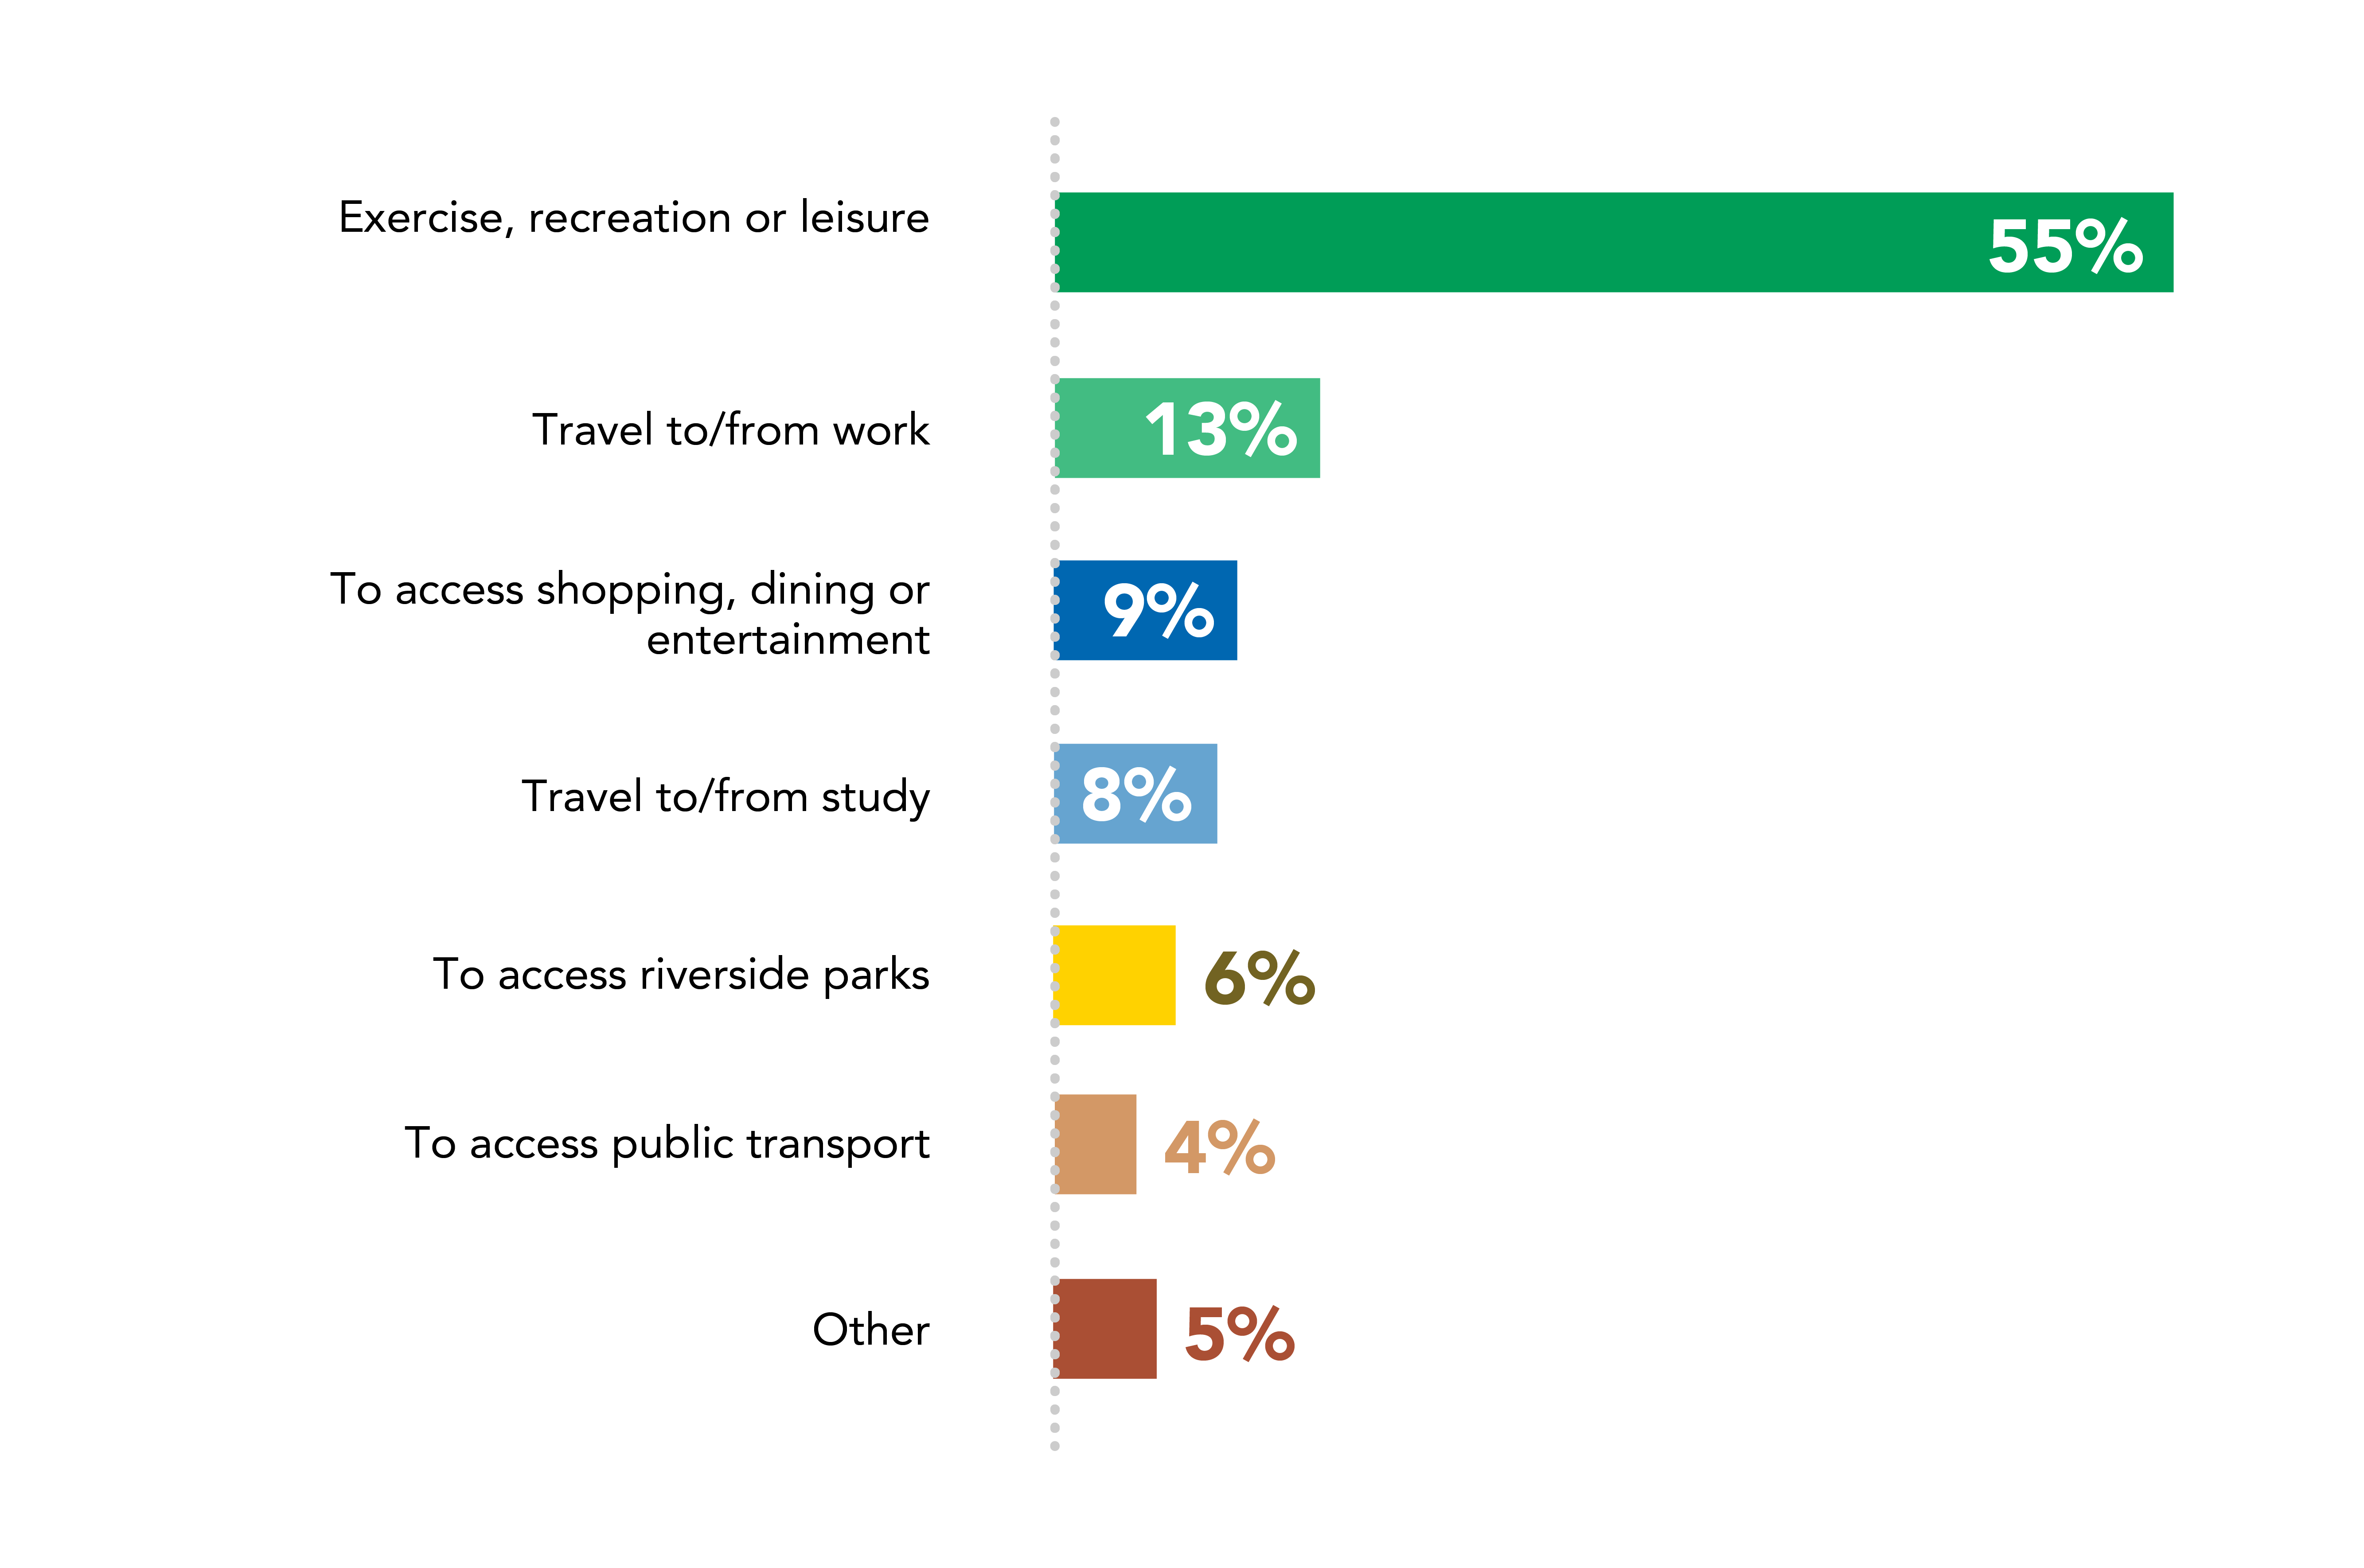 Exercise, recreation or leisure
55%
Travel to/from work
13%
To access shopping, dining or
entertainment
9%
Travel to/from study
8%
To access riverside parks
6%
To access public transport
4%
Other
5%